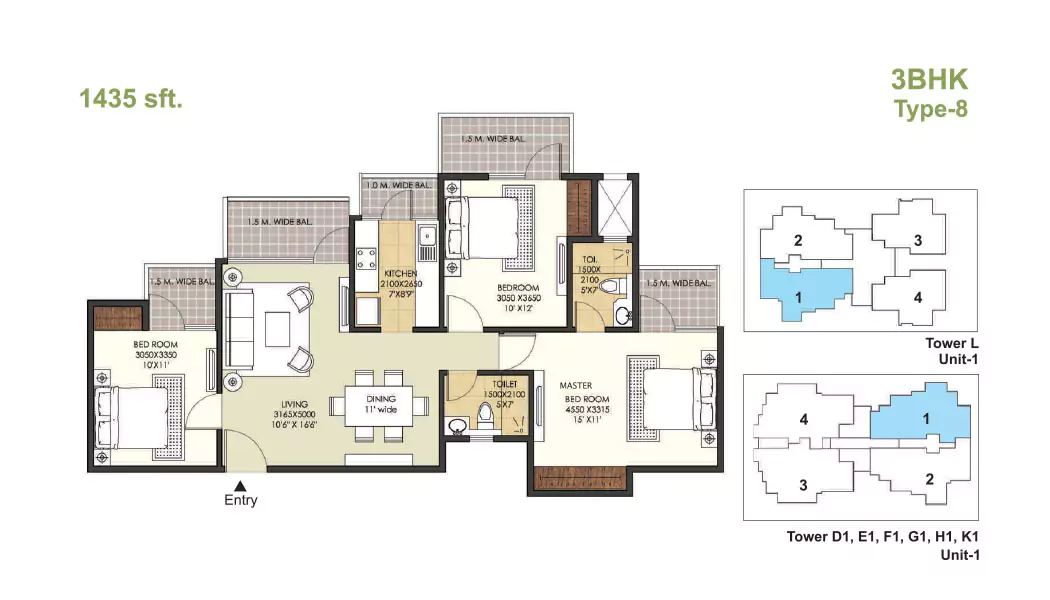 3BHK
Type-8
1435 sft.
1.5 M. WIDE BAL.
1.0 M. WIDE BAL.
1.5 M. WIDE BAL.
1.5 M. WIDE BAL.
1.5 M. WIDE BAL.
KITCHEN
2100X2650
7'X8'9"
TOI.
1500X
2100
5'X7'
BEDROOM
3050 X3650
10' X12'
BED ROOM
3050X3350
10'X11'
LIVING
3165X5000
10'6" X 16'6"
DINING
11' wide
TOILET
1500X2100
5'X7'
MASTER
BED ROOM
4550 X3315
15' X11'
Entry
2
3
1
4
Tower L
Unit-1
4
1
3
2
Tower D1, E1, F1, G1, H1, K1
Unit-1